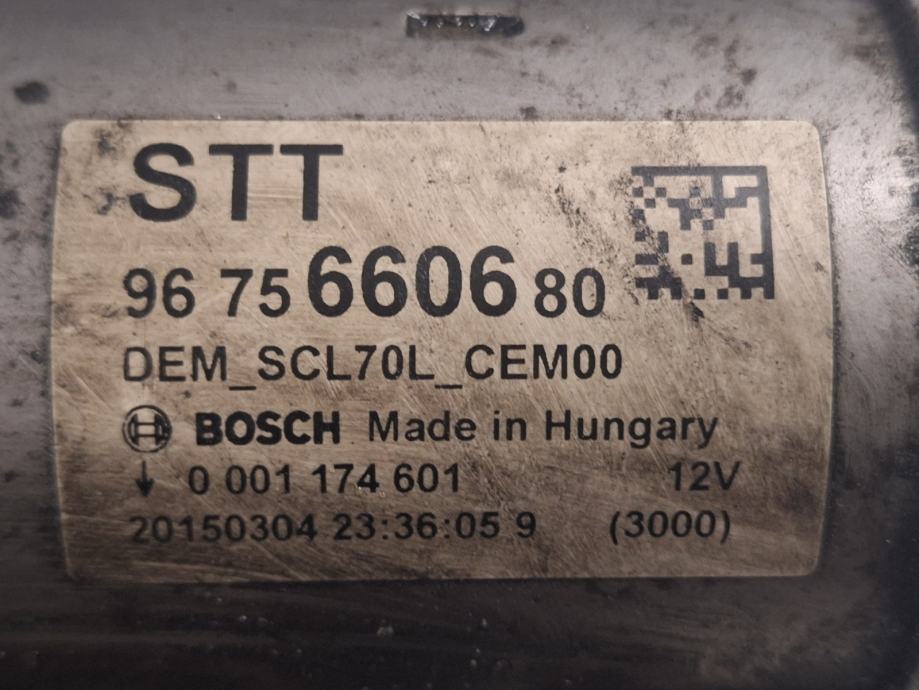 STT
96 75 6606 80
DEM_SCL70L_CEM00
BOSCH Made in Hungary
↓ 0 001 174 601 12V
20150304 23:36:05 9 (3000)